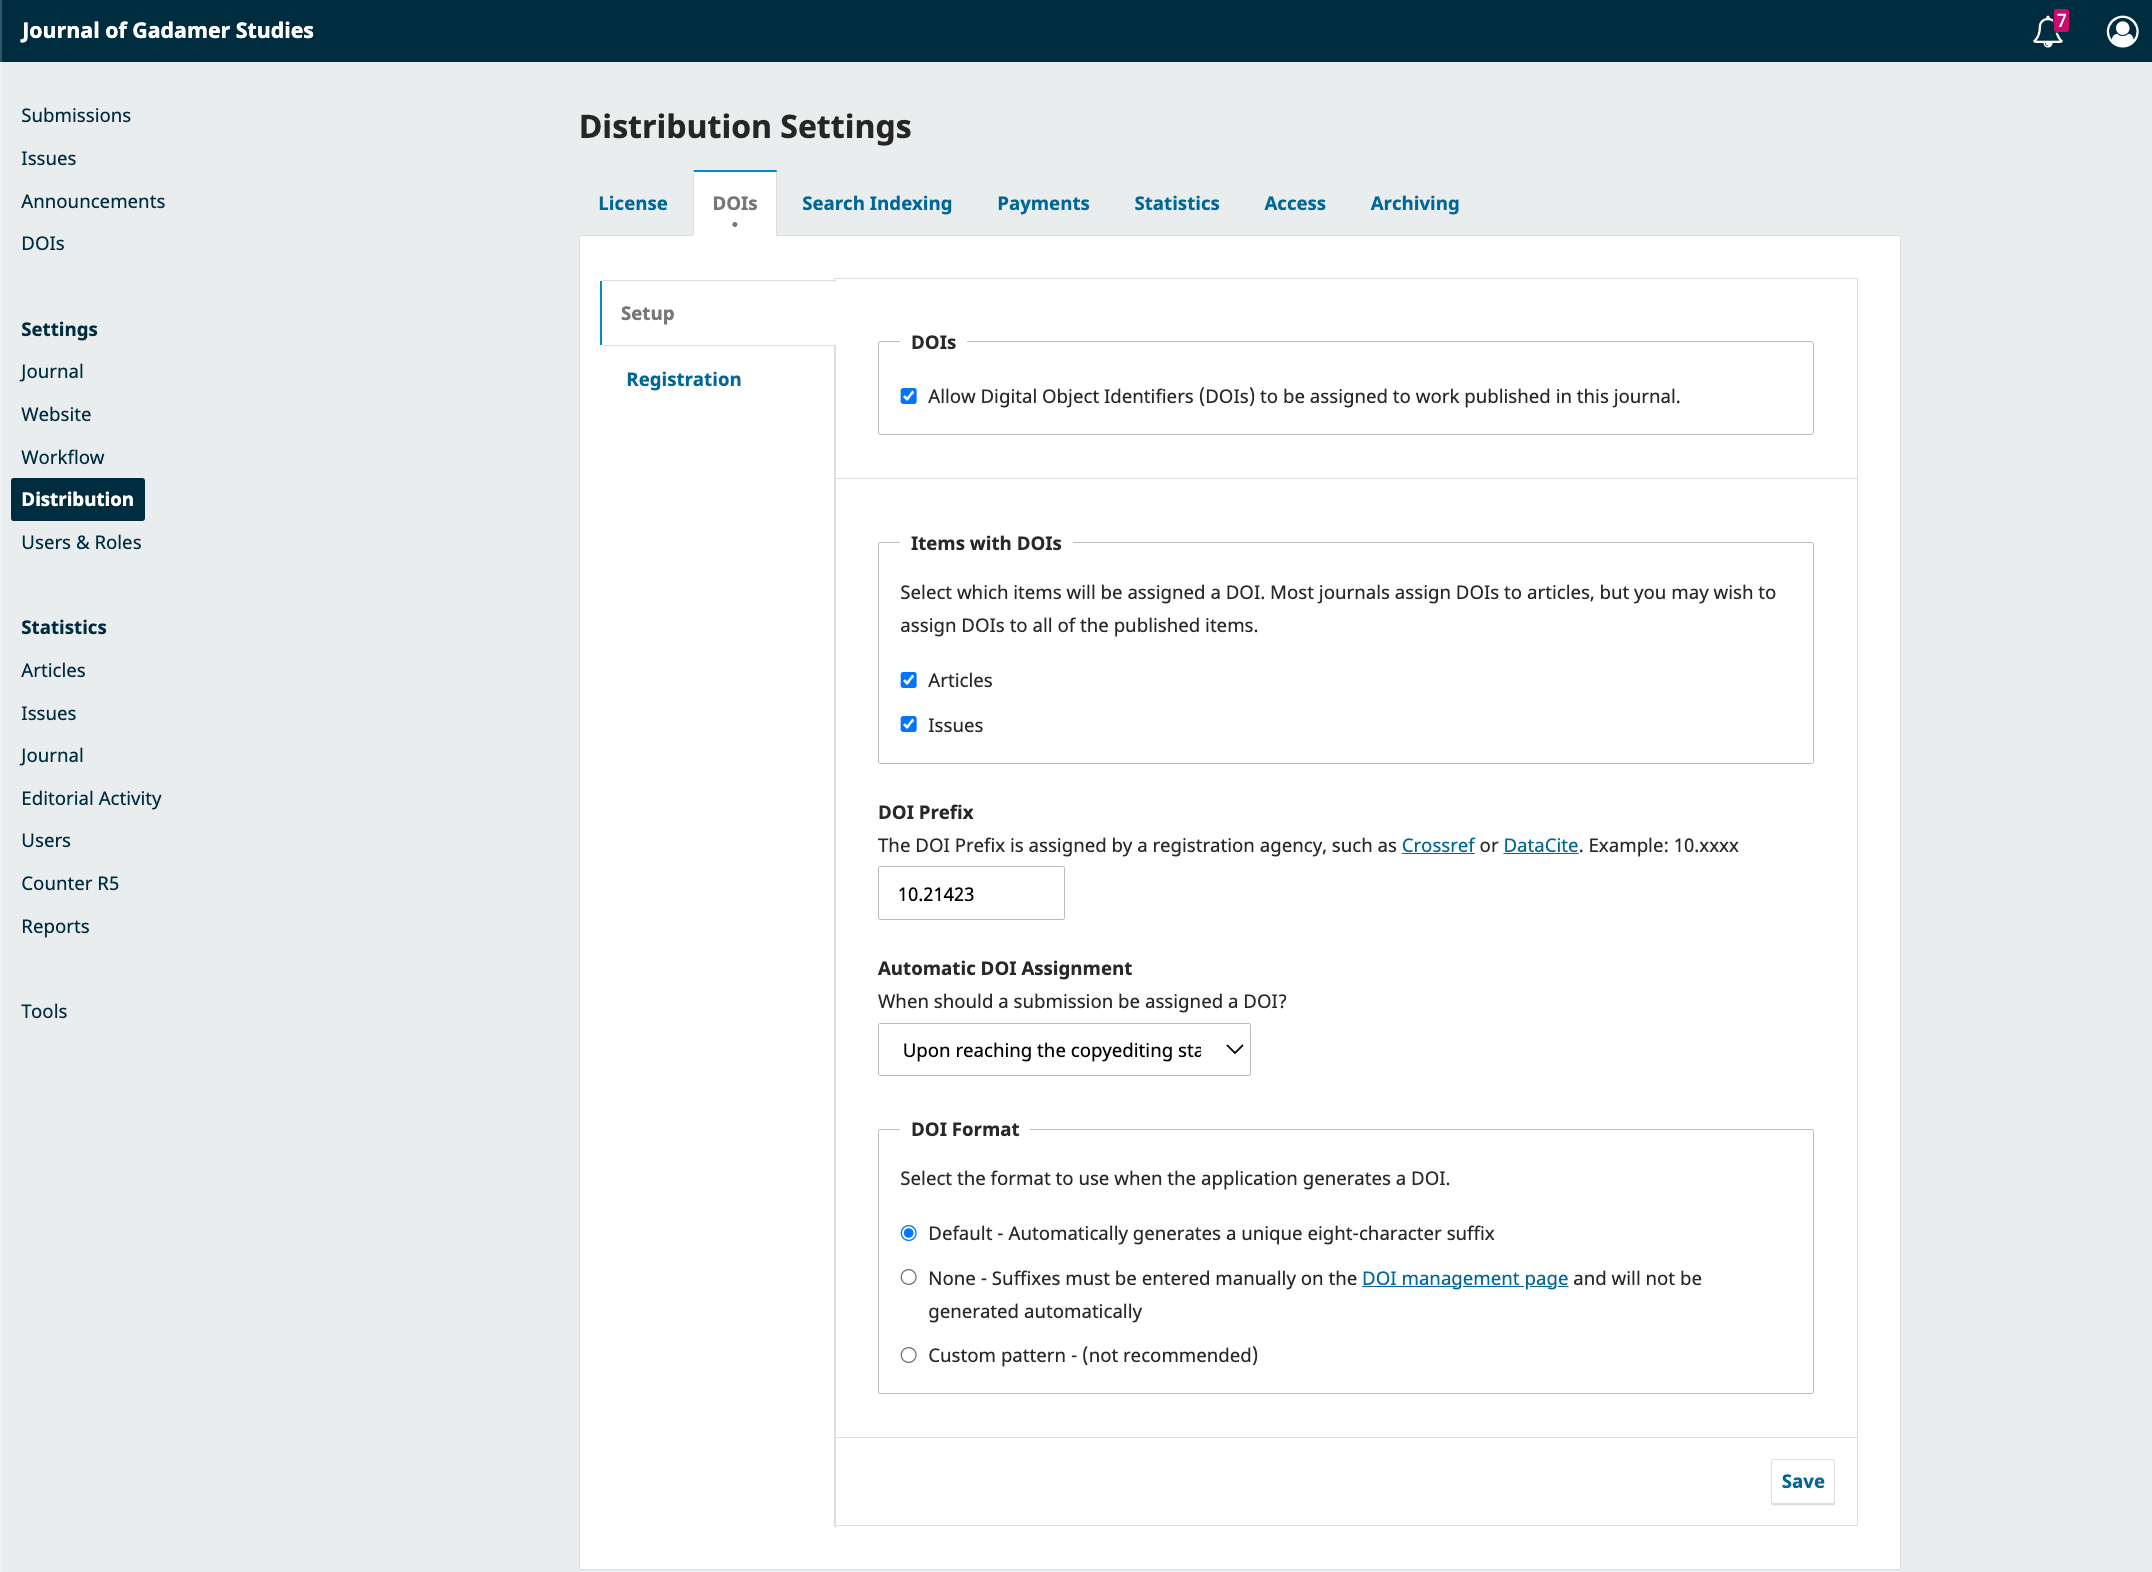 Journal of Gadamer Studies
7
Submissions
Issues
Announcements
DOIs
Settings
Journal
Website
Workflow
Distribution
Users & Roles
Statistics
Articles
Issues
Journal
Editorial Activity
Users
Counter R5
Reports
Tools
Distribution Settings
License
DOIs
Search Indexing
Payments
Statistics
Access
Archiving
Setup
Registration
DOIs
Allow Digital Object Identifiers (DOIs) to be assigned to work published in this journal.
Items with DOIs
Select which items will be assigned a DOI. Most journals assign DOIs to articles, but you may wish to
assign DOIs to all of the published items.
Articles
Issues
DOI Prefix
The DOI Prefix is assigned by a registration agency, such as Crossref or DataCite. Example: 10.xxxx
10.21423
Automatic DOI Assignment
When should a submission be assigned a DOI?
Upon reaching the copyediting sta
DOI Format
Select the format to use when the application generates a DOI.
Default - Automatically generates a unique eight-character suffix
None - Suffixes must be entered manually on the DOI management page and will not be
generated automatically
Custom pattern - (not recommended)
Save